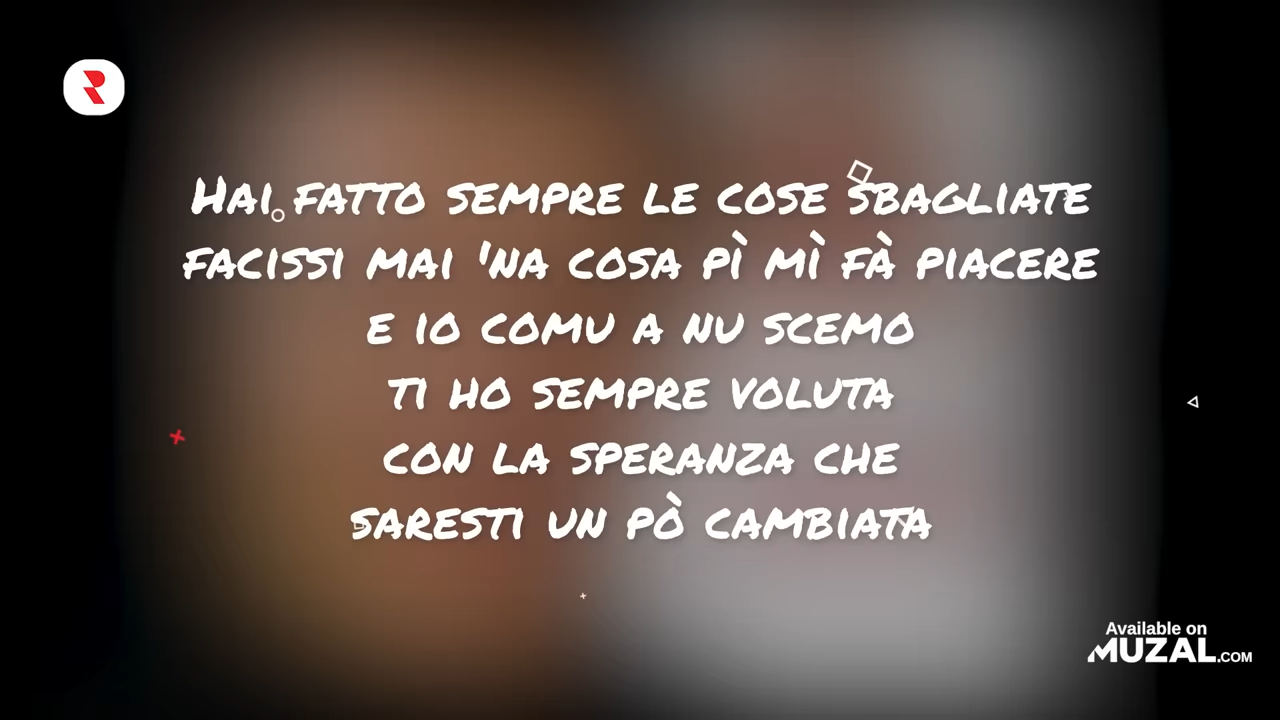 HAI FATTO SEMPRE LE COSE SBAGLIATE
FACISSI MAI 'NA COSA PÌ MÌ FÀ PIACERE
E IO COMU A NU SCEMO
TI HO SEMPRE VOLUTA
CON LA SPERANZA CHE
SARESTI UN PÒ CAMBIATA
Available on
MUZAL.COM